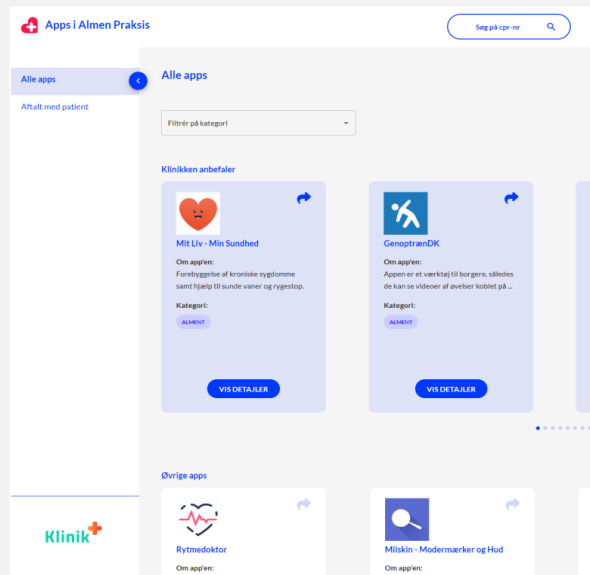 Apps i Almen Praksis
Søg på cpr-nr
Alle apps
Aftalt med patient
Alle apps
Filtrér på kategori
Klinikken anbefaler
Mit Liv - Min Sundhed
Om app'en:
Forebyggelse af kroniske sygdomme
samt hjælp til sunde vaner og rygestop.
Kategori:
ALMENT
VIS DETALJER
GenoptrænDK
Om app'en:
Appen er et værktøj til borgere, således
de kan se videoer af øvelser koblet på ...
Kategori:
ALMENT
VIS DETALJER
Øvrige apps
Rytmedoktor
Om app'en:
Miiskin - Modermærker og Hud
Om app'en:
Klinik